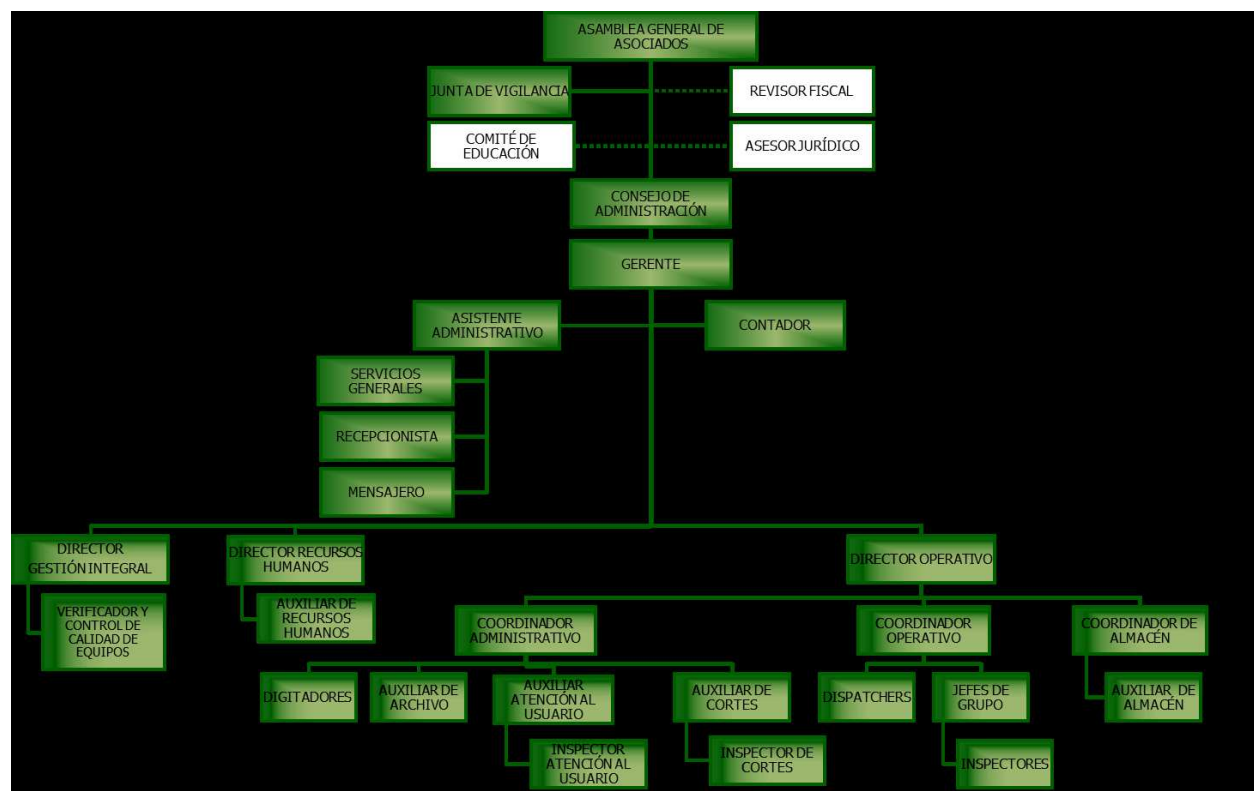 ASAMBLEA GENERAL DE
ASOCIADOS
JUNTA DE VIGILANCIA
REVISOR FISCAL
COMITÉ DE
EDUCACIÓN
ASESOR JURÍDICO
CONSEJO DE
ADMINISTRACIÓN
GERENTE
ASISTENTE
ADMINISTRATIVO
CONTADOR
SERVICIOS
GENERALES
RECEPCIONISTA
MENSAJERO
DIRECTOR
GESTIÓN INTEGRAL
DIRECTOR RECURSOS
HUMANOS
DIRECTOR OPERATIVO
VERIFICADOR Y
CONTROL DE
CALIDAD DE
EQUIPOS
AUXILIAR DE
RECURSOS
HUMANOS
COORDINADOR
ADMINISTRATIVO
COORDINADOR
OPERATIVO
COORDINADOR DE
ALMACÉN
DIGITADORES
AUXILIAR DE
ARCHIVO
AUXILIAR
ATENCIÓN AL
USUARIO
AUXILIAR DE
CORTES
DISPATCHERS
JEFES DE
GRUPO
AUXILIAR DE
ALMACÉN
INSPECTOR
ATENCIÓN AL
USUARIO
INSPECTOR DE
CORTES
INSPECTORES